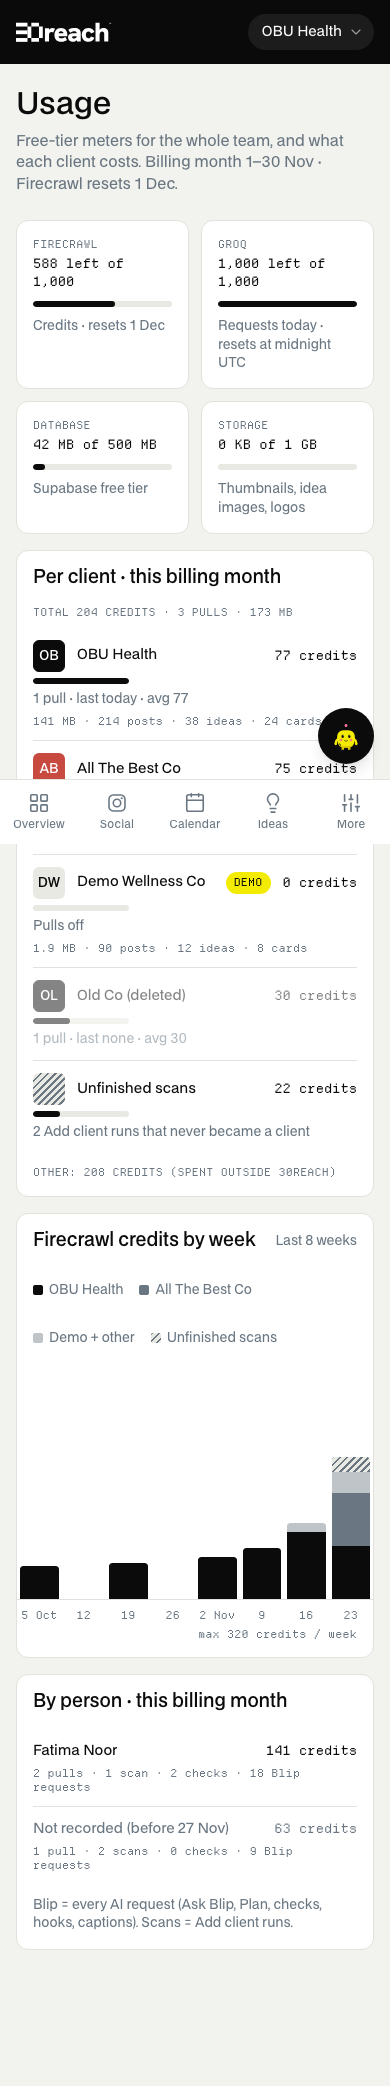 30reach
OBU Health
Usage
Free-tier meters for the whole team, and what
each client costs. Billing month 1–30 Nov ·
Firecrawl resets 1 Dec.
FIRECRAWL
588 left of
1,000
Credits · resets 1 Dec
GROQ
1,000 left of
1,000
Requests today ·
resets at midnight
UTC
DATABASE
42 MB of 500 MB
Supabase free tier
STORAGE
0 KB of 1 GB
Thumbnails, idea
images, logos
Per client · this billing month
TOTAL 204 CREDITS · 3 PULLS · 173 MB
OB OBU Health 77 credits
1 pull · last today · avg 77
141 MB · 214 posts · 38 ideas · 24 cards
AB All The Best Co 75 credits
Overview Social Calendar Ideas More
DW Demo Wellness Co DEMO 0 credits
Pulls off
1.9 MB · 90 posts · 12 ideas · 8 cards
OL Old Co (deleted) 30 credits
1 pull · last none · avg 30
Unfinished scans 22 credits
2 Add client runs that never became a client
OTHER: 208 CREDITS (SPENT OUTSIDE 30REACH)
Firecrawl credits by week Last 8 weeks
OBU Health All The Best Co
Demo + other Unfinished scans
5 Oct 12 19 26 2 Nov 9 16 23
max 320 credits / week
By person · this billing month
Fatima Noor 141 credits
2 pulls · 1 scan · 2 checks · 18 Blip
requests
Not recorded (before 27 Nov) 63 credits
1 pull · 2 scans · 0 checks · 9 Blip
requests
Blip = every AI request (Ask Blip, Plan, checks,
hooks, captions). Scans = Add client runs.